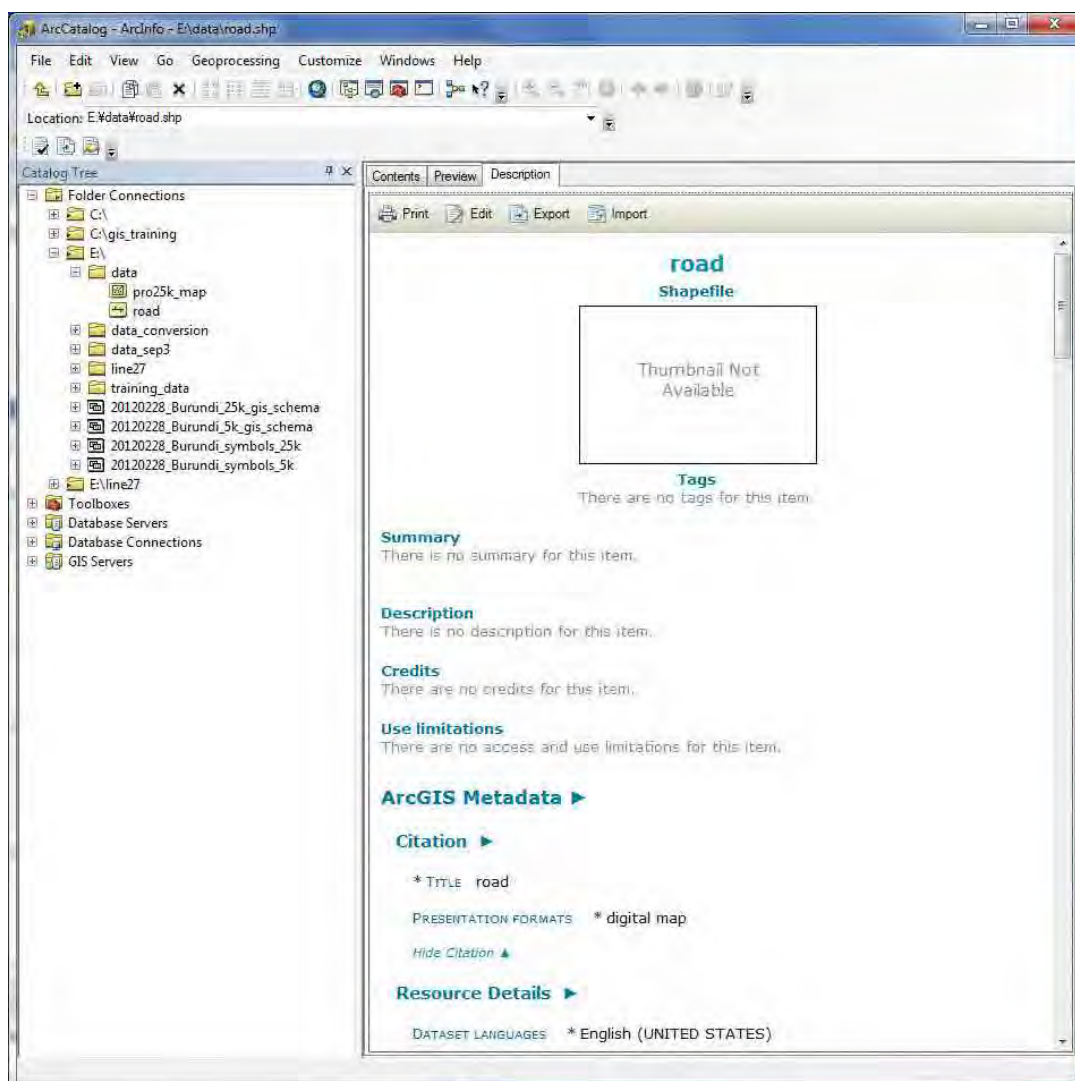 ArcCatalog - ArcInfo - E:\data\road.shp
File Edit View Go Geoprocessing Customize Windows Help
Location: E:¥data¥road.shp
Catalog Tree
Folder Connections
C:\
C:\gis_training
E:\
data
pro25k_map
road
data_conversion
data_sep3
line27
training_data
20120228_Burundi_25k_gis_schema
20120228_Burundi_5k_gis_schema
20120228_Burundi_symbols_25k
20120228_Burundi_symbols_5k
E:\line27
Toolboxes
Database Servers
Database Connections
GIS Servers
Contents Preview Description
Print Edit Export Import
road
Shapefile
Thumbnail Not
Available
Tags
There are no tags for this item.
Summary
There is no summary for this item.
Description
There is no description for this item.
Credits
There are no credits for this item.
Use limitations
There are no access and use limitations for this item.
ArcGIS Metadata ►
Citation ►
* TITLE road
PRESENTATION FORMATS * digital map
Hide Citation ▲
Resource Details ►
DATASET LANGUAGES * English (UNITED STATES)